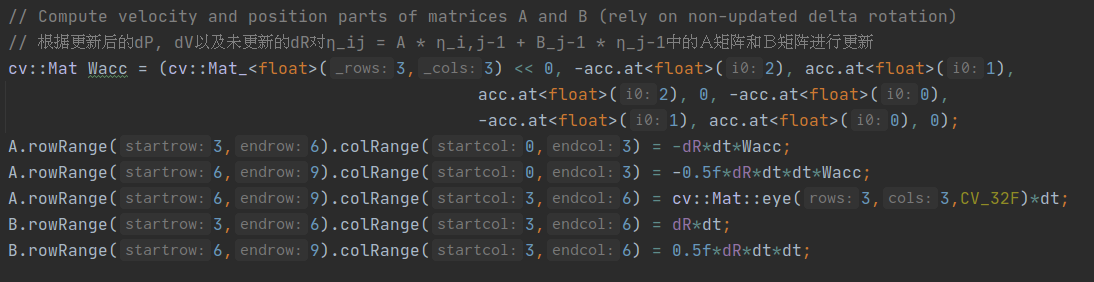 // Compute velocity and position parts of matrices A and B (rely on non-updated delta rotation)
// 根据更新后的dP, dV以及未更新的dR对η_ij = A * η_i,j-1 + B_j-1 * η_j-1中的A矩阵和B矩阵进行更新
cv::Mat Wacc = (cv::Mat_<float>( _rows: 3, _cols: 3) << 0, -acc.at<float>( i0: 2), acc.at<float>( i0: 1),
acc.at<float>( i0: 2), 0, -acc.at<float>( i0: 0),
-acc.at<float>( i0: 1), acc.at<float>( i0: 0), 0);
A.rowRange( startrow: 3, endrow: 6).colRange( startcol: 0, endcol: 3) = -dR*dt*Wacc;
A.rowRange( startrow: 6, endrow: 9).colRange( startcol: 0, endcol: 3) = -0.5f*dR*dt*dt*Wacc;
A.rowRange( startrow: 6, endrow: 9).colRange( startcol: 3, endcol: 6) = cv::Mat::eye( rows: 3, cols: 3,CV_32F)*dt;
B.rowRange( startrow: 3, endrow: 6).colRange( startcol: 3, endcol: 6) = dR*dt;
B.rowRange( startrow: 6, endrow: 9).colRange( startcol: 3, endcol: 6) = 0.5f*dR*dt*dt;